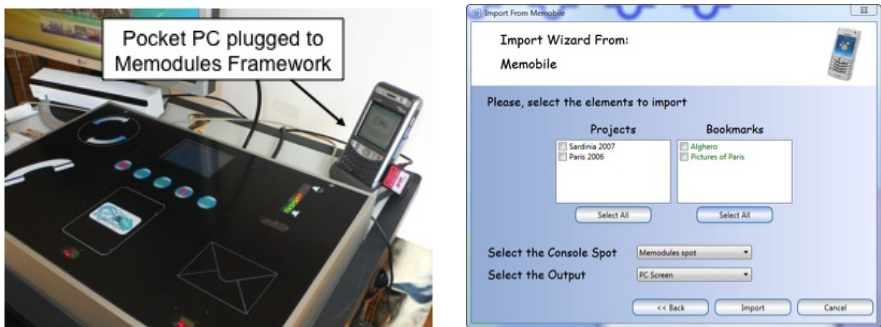 Pocket PC plugged to
Memodules Framework
Import From Memobile
Import Wizard From:
Memobile
Please, select the elements to import
Projects
Sardinia 2007
Paris 2006
Select All
Bookmarks
Alghero
Pictures of Paris
Select All
Select the Console Spot Memodules spot
Select the Output PC Screen
<< Back Import Cancel